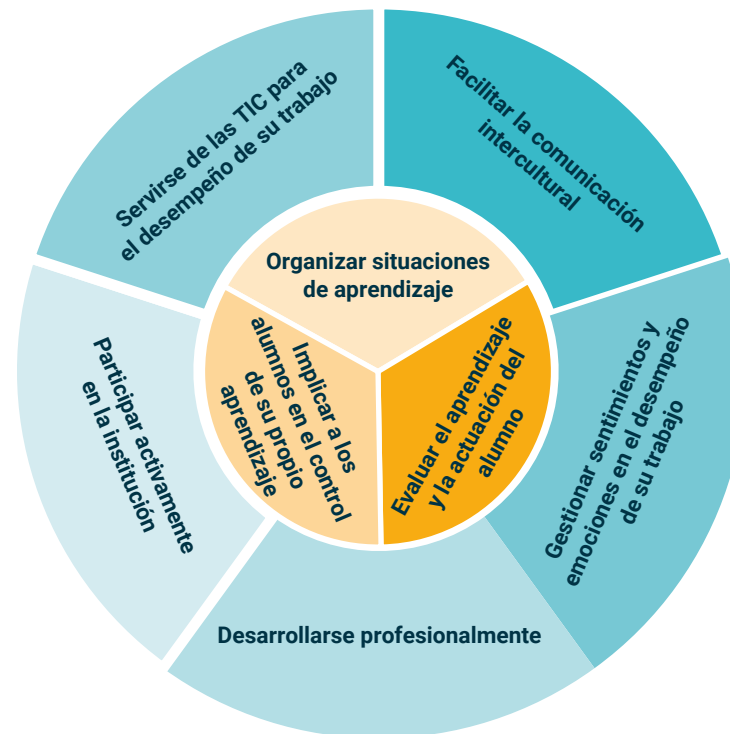 Servirse de las TIC para
el desempeño de su trabajo
Facilitar la comunicación
intercultural
Organizar situaciones
de aprendizaje
Implicar a los
alumnos en el control
de su propio
aprendizaje
Evaluar el aprendizaje
y la actuación del
alumno
Participar activamente
en la institución
Gestionar sentimientos y
emociones en el desempeño
de su trabajo
Desarrollarse profesionalmente